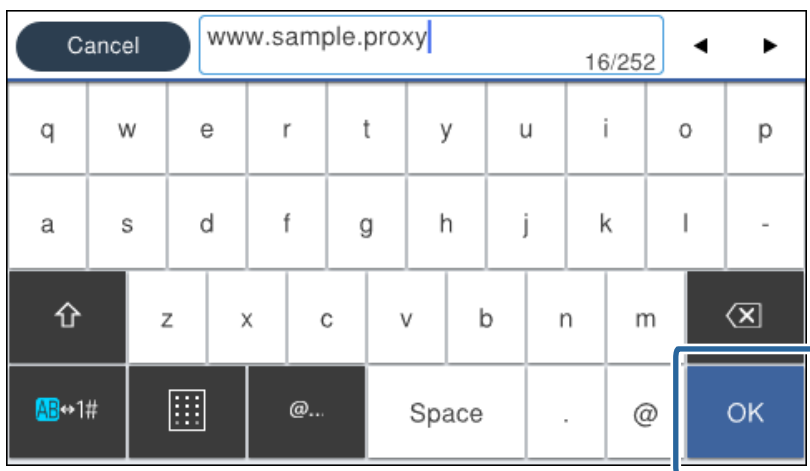 Cancel www.sample.proxy
16/252
q w e r t y u i o p
a s d f g h j k l -
z x c v b n m
AB↔1# @... Space . @ OK